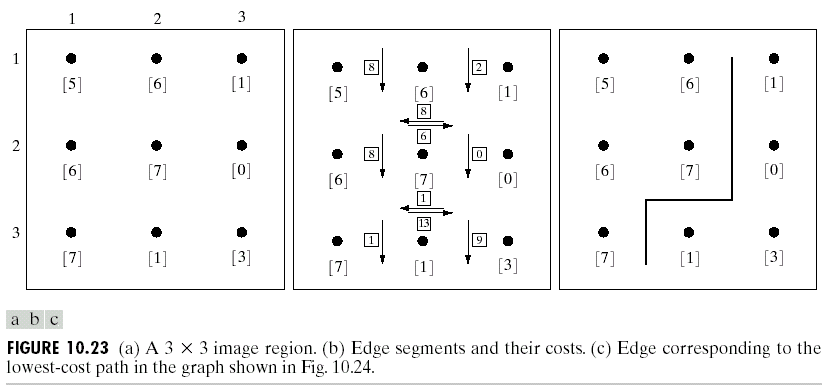 1 2 3
1
[5] [6] [1]
2
[6] [7] [0]
3
[7] [1] [3]
8 2
[5] [6] [1]
8
6
8 0
[6] [7] [0]
1
13
1 9
[7] [1] [3]
[5] [6] [1]
[6] [7] [0]
[7] [1] [3]
a b c
FIGURE 10.23 (a) A 3 × 3 image region. (b) Edge segments and their costs. (c) Edge corresponding to the
lowest-cost path in the graph shown in Fig. 10.24.